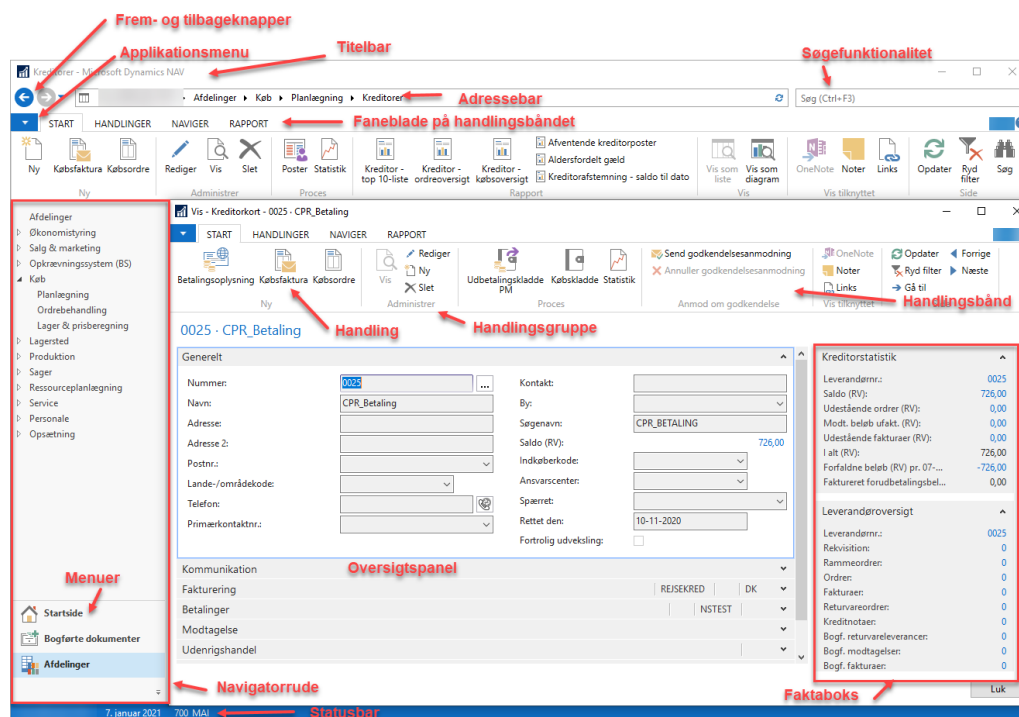 Frem- og tilbageknapper
Applikationsmenu
Titelbar
Søgefunktionalitet
Kreditorer - Microsoft Dynamics NAV
Afdelinger Køb Planlægning Kreditorer
Adressebar
Søg (Ctrl+F3)
START HANDLINGER NAVIGER RAPPORT
Faneblade på handlingsbåndet
Ny Købsfaktura Købsordre
Rediger Vis Slet
Poster Statistik
Kreditor - top 10-liste
Kreditor - ordreoversigt
Kreditor - købsoversigt
Afventende kreditorposter
Aldersfordelt gæld
Kreditorafstemning - saldo til dato
Vis som liste
Vis som diagram
OneNote Noter Links
Opdater Ryd filter Søg
Ny Administrer Proces Rapport Vis Vis tilknyttet Side
Afdelinger
Økonomistyring
Salg & marketing
Opkrævningssystem (BS)
Køb
Planlægning
Ordrebehandling
Lager & prisberegning
Lagersted
Produktion
Sager
Ressourceplanlægning
Service
Personale
Opsætning
Menuer
Startside
Bogførte dokumenter
Afdelinger
Navigatorrude
Vis - Kreditorkort - 0025 · CPR_Betaling
START HANDLINGER NAVIGER RAPPORT
Betalingsoplysning Købsfaktura Købsordre
Vis
Rediger
Ny
Slet
Udbetalingskladde PM
Købskladde Statistik
Send godkendelsesanmodning
Annuller godkendelsesanmodning
OneNote
Noter
Links
Opdater
Ryd filter
Gå til
Forrige
Næste
Ny Administrer Proces Anmod om godkendelse Vis tilknyttet
Handlingsbånd
Handling
Handlingsgruppe
0025 · CPR_Betaling
Generelt
Nummer: 0025 ...
Navn: CPR_Betaling
Adresse:
Adresse 2:
Postnr.:
Lande-/områdekode:
Telefon:
Primærkontaktnr.:
Kontakt:
By:
Søgenavn: CPR_BETALING
Saldo (RV): 726,00
Indkøberkode:
Ansvarscenter:
Spærret:
Rettet den: 10-11-2020
Fortrolig udveksling:
Kommunikation
Oversigtspanel
Fakturering REJSEKRED DK
Betalinger NSTEST
Modtagelse
Udenrigshandel
Kreditorstatistik
Leverandørnr.: 0025
Saldo (RV): 726,00
Udestående ordrer (RV): 0,00
Modt. beløb ufakt. (RV): 0,00
Udestående fakturaer (RV): 0,00
I alt (RV): 726,00
Forfaldne beløb (RV) pr. 07-... -726,00
Faktureret forudbetalingsbel... 0,00
Leverandøroversigt
Leverandørnr.: 0025
Rekvisition: 0
Rammeordrer: 0
Ordrer: 0
Fakturaer: 0
Returvareordrer: 0
Kreditnotaer: 0
Bogf. returvareleverancer: 0
Bogf. modtagelser: 0
Bogf. fakturaer: 0
Faktaboks
Luk
7. januar 2021 700 MAI
Statusbar